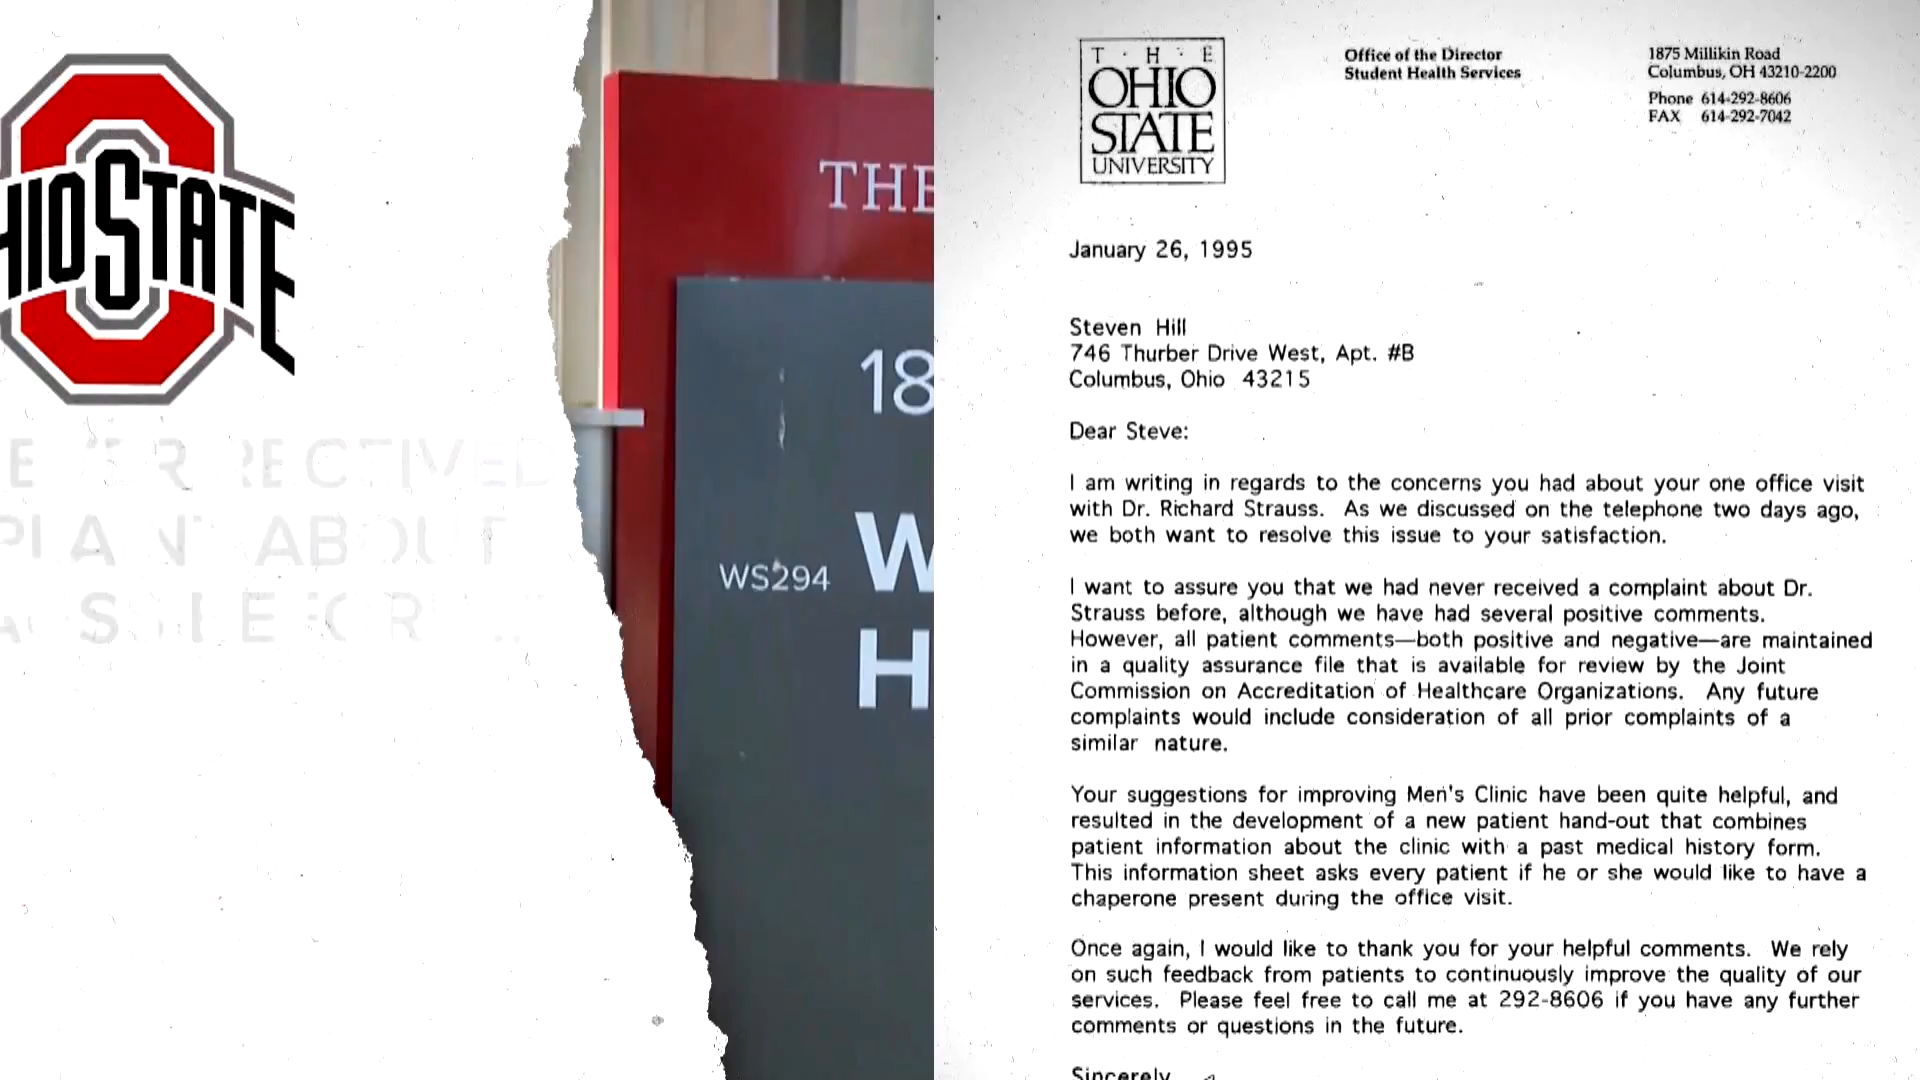 HIO STATE
THE
18
WS294
W
H
T · H · E
OHIO
STATE
UNIVERSITY
Office of the Director
Student Health Services
1875 Millikin Road
Columbus, OH 43210-2200
Phone 614-292-8606
FAX 614-292-7042
January 26, 1995
Steven Hill
746 Thurber Drive West, Apt. #B
Columbus, Ohio 43215
Dear Steve:
I am writing in regards to the concerns you had about your one office visit
with Dr. Richard Strauss. As we discussed on the telephone two days ago,
we both want to resolve this issue to your satisfaction.
I want to assure you that we had never received a complaint about Dr.
Strauss before, although we have had several positive comments.
However, all patient comments—both positive and negative—are maintained
in a quality assurance file that is available for review by the Joint
Commission on Accreditation of Healthcare Organizations. Any future
complaints would include consideration of all prior complaints of a
similar nature.
Your suggestions for improving Men's Clinic have been quite helpful, and
resulted in the development of a new patient hand-out that combines
patient information about the clinic with a past medical history form.
This information sheet asks every patient if he or she would like to have a
chaperone present during the office visit.
Once again, I would like to thank you for your helpful comments. We rely
on such feedback from patients to continuously improve the quality of our
services. Please feel free to call me at 292-8606 if you have any further
comments or questions in the future.
Sincerely